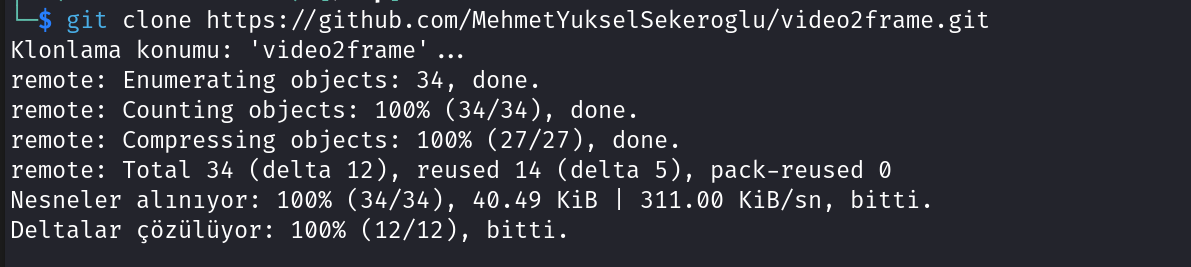 └─$ git clone https://github.com/MehmetYukselSekeroglu/video2frame.git
Klonlama konumu: 'video2frame'...
remote: Enumerating objects: 34, done.
remote: Counting objects: 100% (34/34), done.
remote: Compressing objects: 100% (27/27), done.
remote: Total 34 (delta 12), reused 14 (delta 5), pack-reused 0
Nesneler alınıyor: 100% (34/34), 40.49 KiB | 311.00 KiB/sn, bitti.
Deltalar çözülüyor: 100% (12/12), bitti.